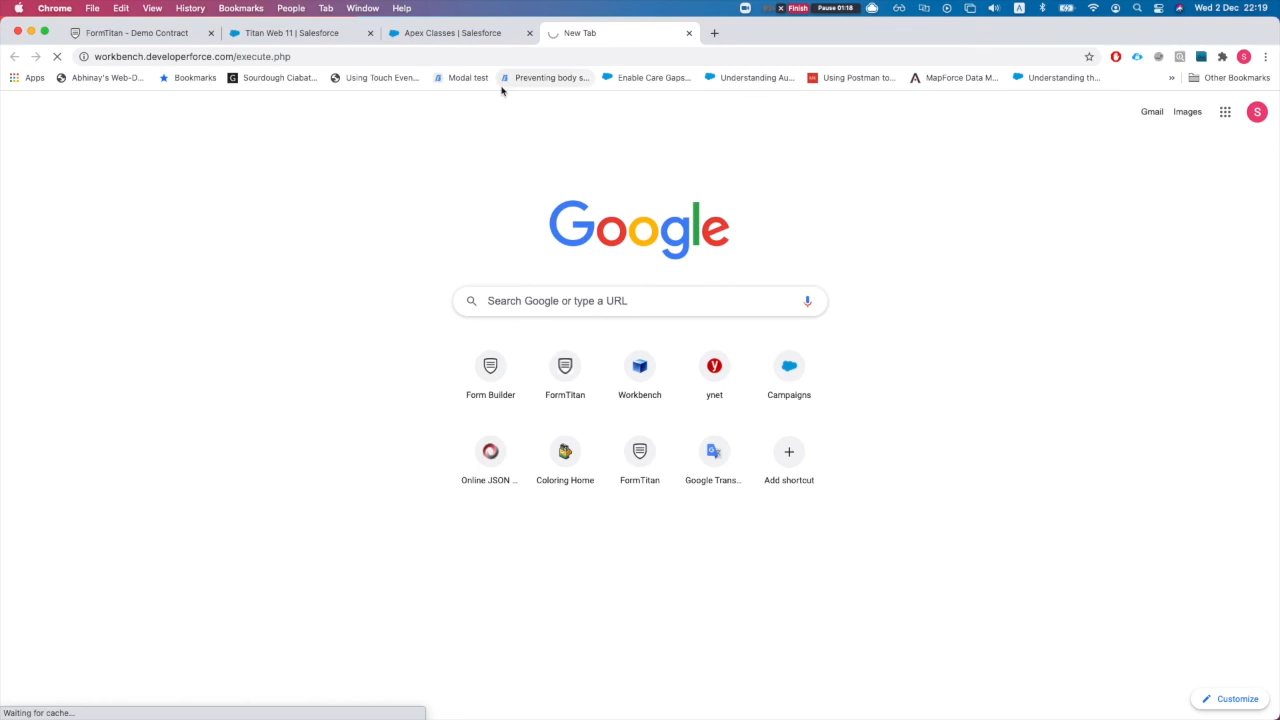 Chrome File Edit View History Bookmarks People Tab Window Help Finish Pause 01:18 A Wed 2 Dec 22:19
FormTitan - Demo Contract Titan Web 11 | Salesforce Apex Classes | Salesforce New Tab
workbench.developerforce.com/execute.php S
Apps Abhinay's Web-D... Bookmarks G Sourdough Ciabat... Using Touch Even... Modal test Preventing body s... Enable Care Gaps... Understanding Au... Using Postman to... MapForce Data M... Understanding th... » Other Bookmarks
Gmail Images S
Google
Search Google or type a URL
Form Builder FormTitan Workbench ynet Campaigns
Online JSON ... Coloring Home FormTitan Google Trans... Add shortcut
Customize
Waiting for cache...